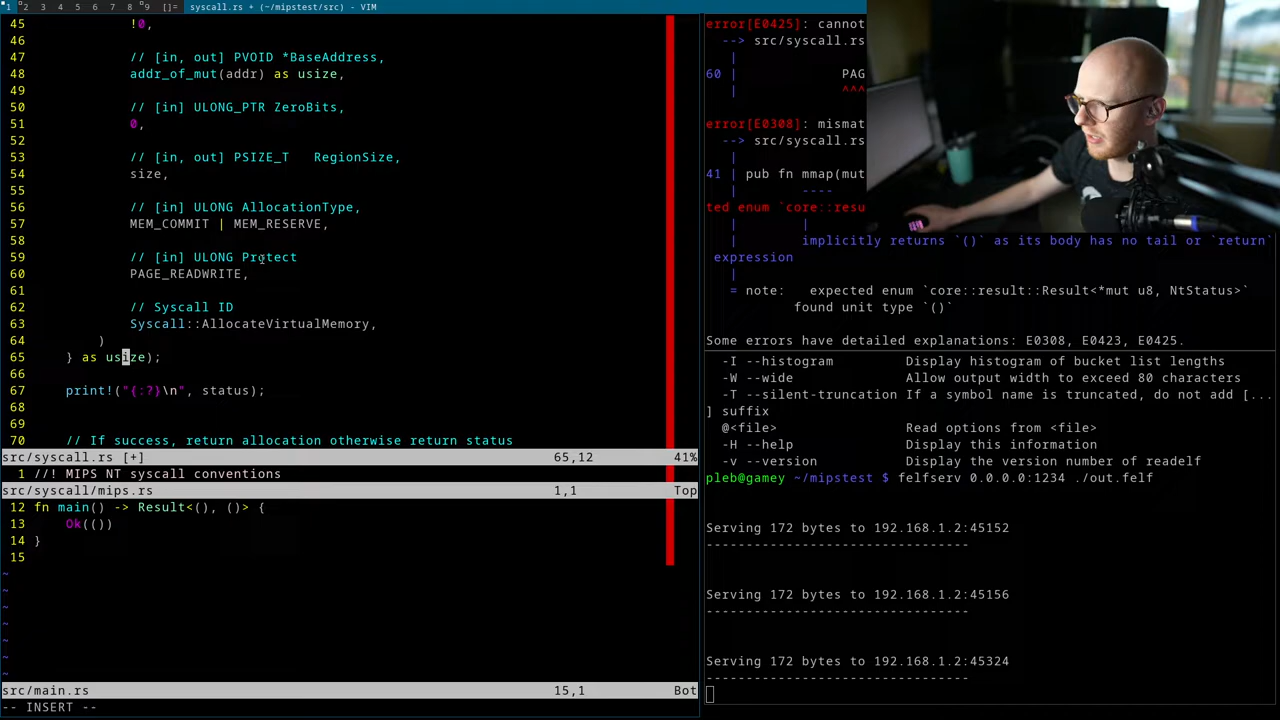 1 2 3 4 6 7 8 9 []= syscall.rs + (~/mipstest/src) - VIM
45 !0,
46
47 // [in, out] PVOID *BaseAddress,
48 addr_of_mut(addr) as usize,
49
50 // [in] ULONG_PTR ZeroBits,
51 0,
52
53 // [in, out] PSIZE_T   RegionSize,
54 size,
55
56 // [in] ULONG AllocationType,
57 MEM_COMMIT | MEM_RESERVE,
58
59 // [in] ULONG Protect
60 PAGE_READWRITE,
61
62 // Syscall ID
63 Syscall::AllocateVirtualMemory,
64 )
65 } as usize);
66
67 print!("{:?}\n", status);
68
69
70 // If success, return allocation otherwise return status
syscall.rs [+] 65,12 41%
1 //! MIPS NT syscall conventions
src/syscall/mips.rs 1,1 Top
12 fn main() -> Result<(), ()> {
13 Ok(())
14 }
15
~
~
~
~
~
~
~
src/main.rs 15,1 Bot
-- INSERT --
error[E0425]: cannot
--> src/syscall.rs
|
60 | PAG
| ^^^
error[E0308]: mismat
--> src/syscall.rs
|
41 | pub fn mmap(mut
| ----
ted enum `core::resu
| |
| implicitly returns `()` as its body has no tail or `return`
expression
|
= note:   expected enum `core::result::Result<*mut u8, NtStatus>`
found unit type `()`
Some errors have detailed explanations: E0308, E0423, E0425.
-I --histogram Display histogram of bucket list lengths
-W --wide Allow output width to exceed 80 characters
-T --silent-truncation If a symbol name is truncated, do not add [...
] suffix
@<file> Read options from <file>
-H --help Display this information
-v --version Display the version number of readelf
pleb@gamey ~/mipstest $ felfserv 0.0.0.0:1234 ./out.felf
Serving 172 bytes to 192.168.1.2:45152
---------------------------------
Serving 172 bytes to 192.168.1.2:45156
---------------------------------
Serving 172 bytes to 192.168.1.2:45324
---------------------------------